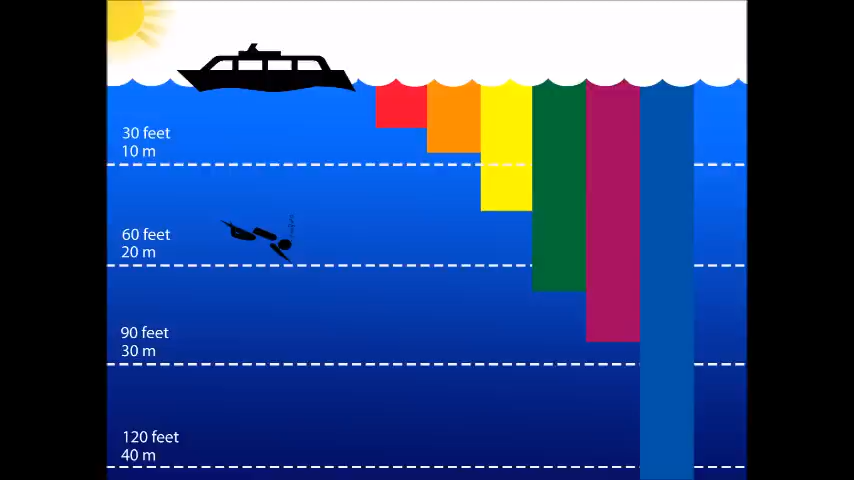 30 feet
10 m
60 feet
20 m
90 feet
30 m
120 feet
40 m